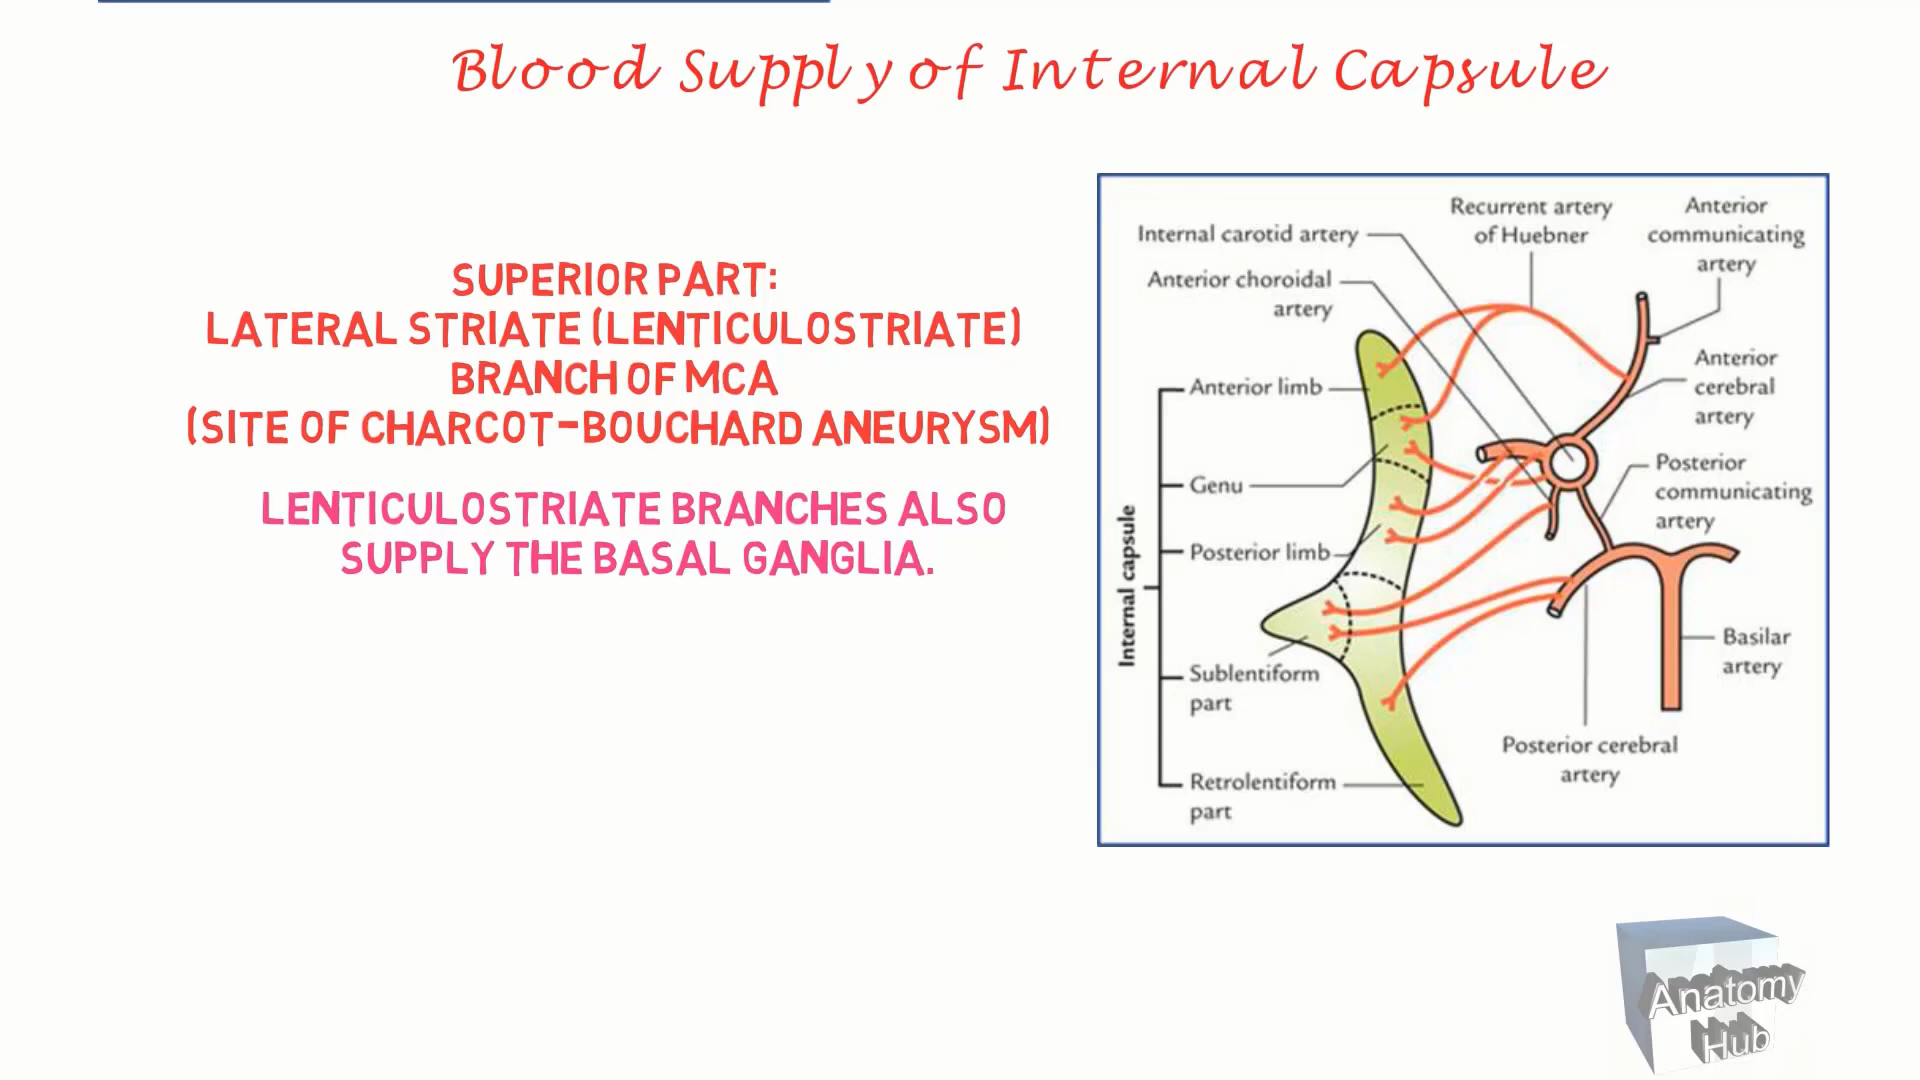 Blood Supply of Internal Capsule
SUPERIOR PART:
LATERAL STRIATE (LENTICULOSTRIATE)
BRANCH OF MCA
(SITE OF CHARCOT-BOUCHARD ANEURYSM)
LENTICULOSTRIATE BRANCHES ALSO
SUPPLY THE BASAL GANGLIA.
Recurrent artery
of Huebner
Anterior
communicating
artery
Internal carotid artery
Anterior choroidal
artery
Anterior
cerebral
artery
Anterior limb
Genu
Posterior limb
Internal capsule
Sublentiform
part
Retrolentiform
part
Posterior
communicating
artery
Basilar
artery
Posterior cerebral
artery
Anatomy
Hub